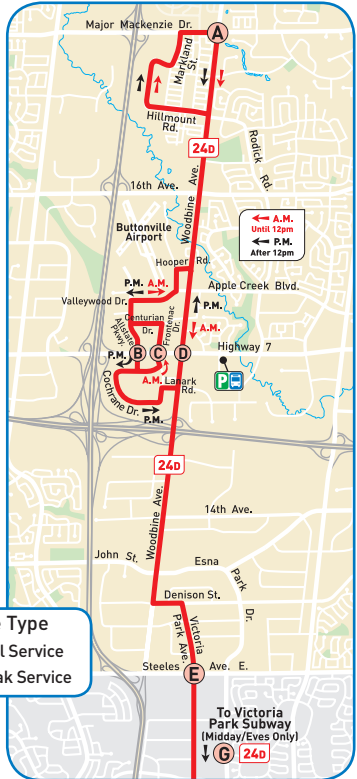 Major Mackenzie Dr.
A
Markland
St.
Hillmount
Rd.
Rodick Rd.
24D
16th Ave.
Woodbine Ave.
A.M.
Until 12pm
P.M.
After 12pm
Buttonville
Airport
Hooper Rd.
P.M. A.M.
Apple Creek Blvd.
Valleywood Dr.
P.M.
Centurian
Dr.
Allstate
Pkwy.
Frontenac
Dr.
A.M.
P.M.
B
C
D
Highway 7
P
A.M.
Lanark
Rd.
Cochrane Dr.
P.M.
24D
Woodbine Ave.
14th Ave.
John St.
Esna
Park
Dr.
Denison St.
Victoria
Park Ave.
e Type
l Service
ak Service
Steeles Ave. E.
E
To Victoria
Park Subway
(Midday/Eves Only)
G 24D